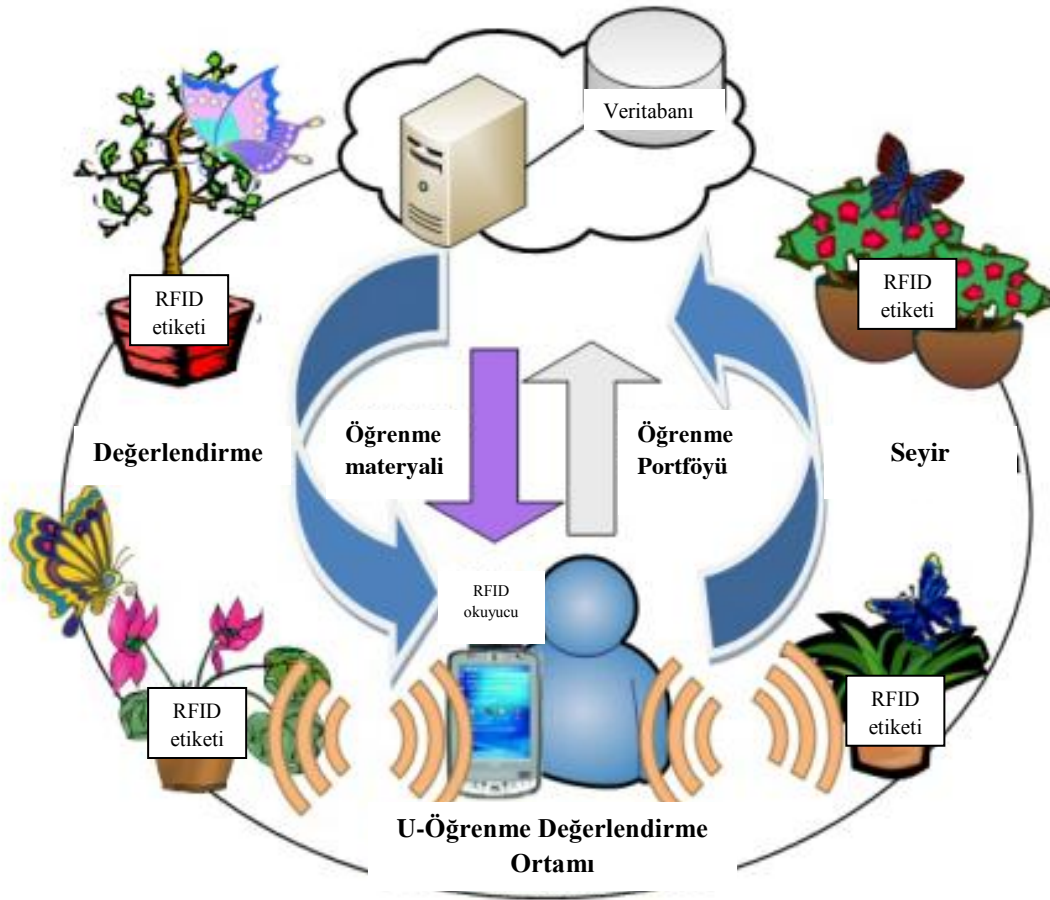 Veritabanı
RFID
etiketi
RFID
etiketi
Değerlendirme
Öğrenme
materyali
Öğrenme
Portföyü
Seyir
RFID
okuyucu
RFID
etiketi
RFID
etiketi
U-Öğrenme Değerlendirme
Ortamı